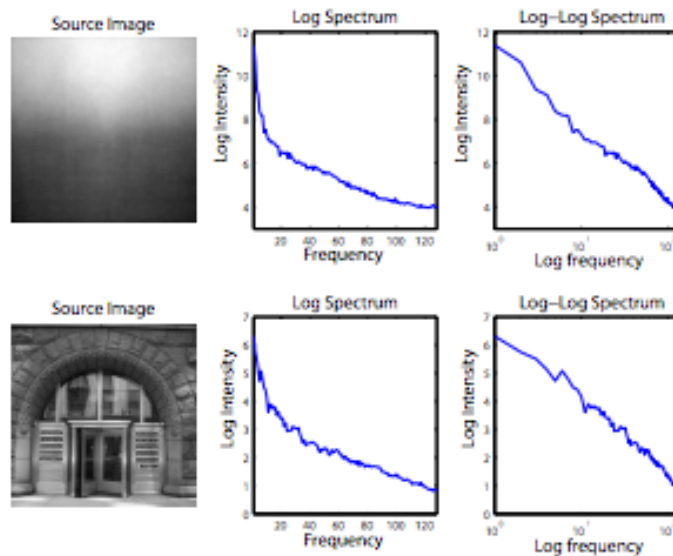 Source Image
Log Spectrum
Log–Log Spectrum
Log Intensity
12
10
8
6
4
20 40 60 80 100 120
Frequency
Log Intensity
12
10
8
6
4
10^0 10^1
Log frequency
Source Image
Log Spectrum
Log–Log Spectrum
Log Intensity
7
6
5
4
3
2
1
0
20 40 60 80 100 120
Frequency
Log Intensity
7
6
5
4
3
2
1
0
10^0 10^1
Log frequency